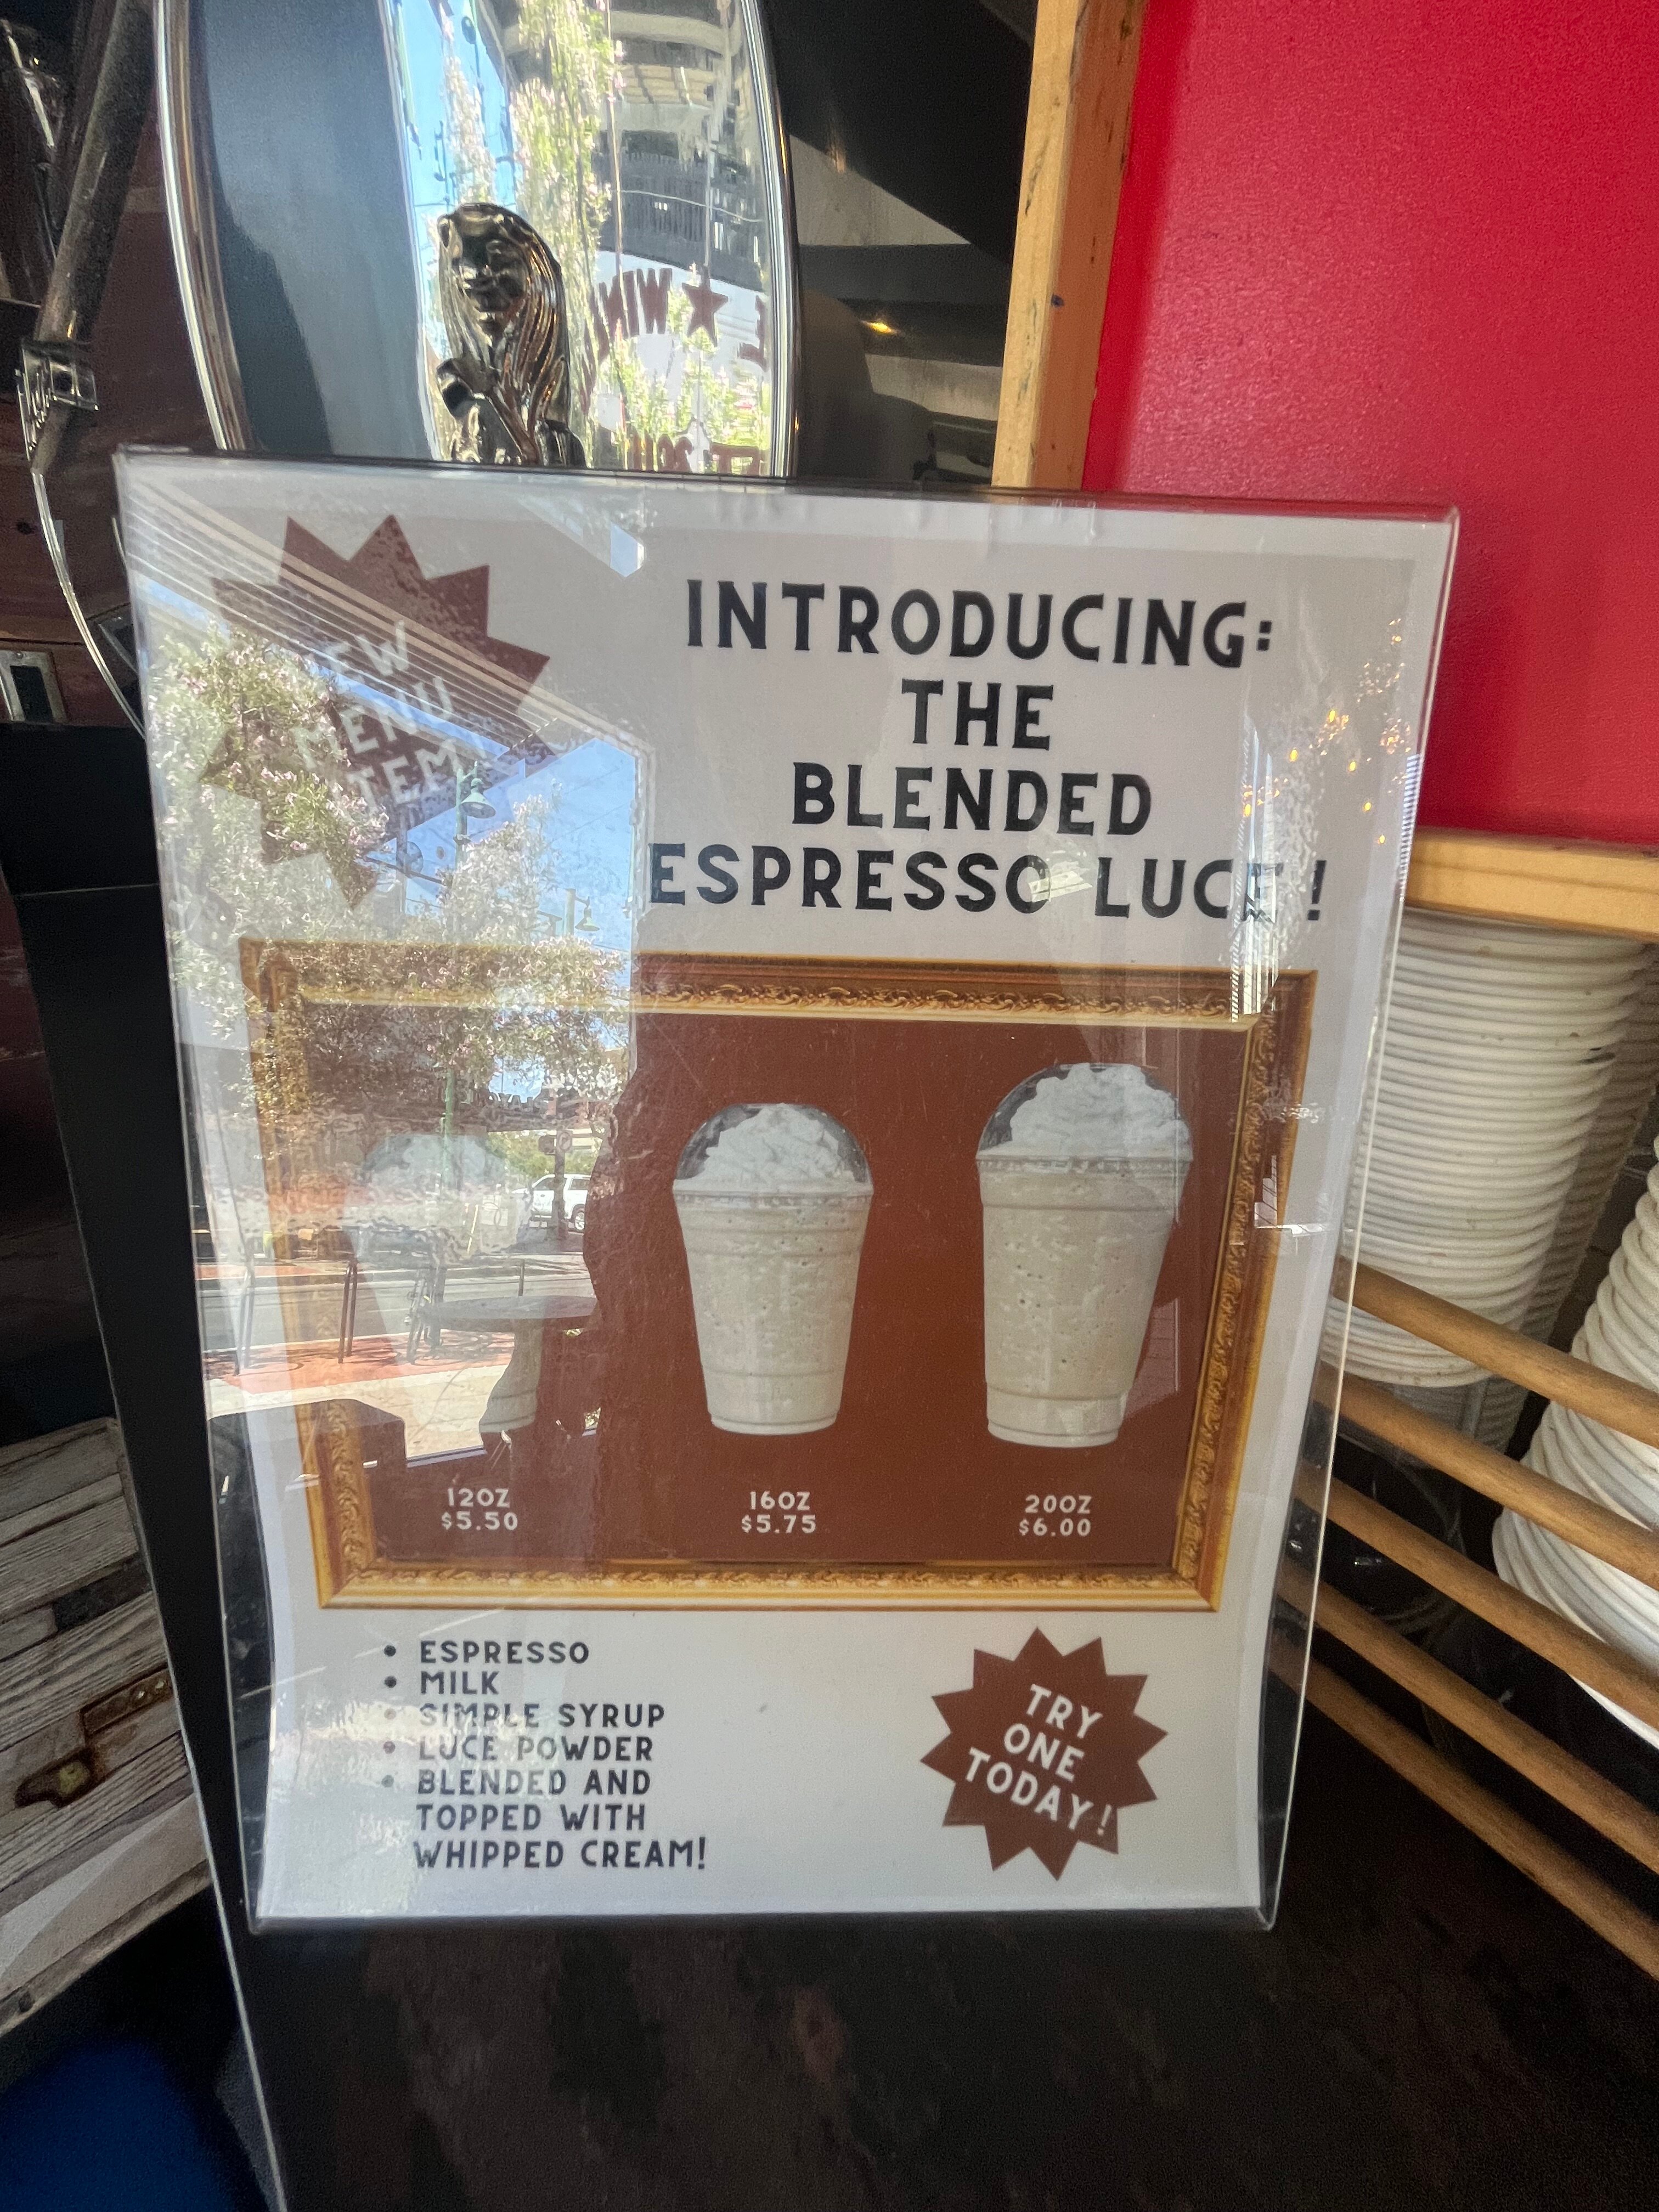 NEW
MENU
ITEM!
INTRODUCING:
THE
BLENDED
ESPRESSO LUCE!
12OZ
$5.50
16OZ
$5.75
20OZ
$6.00
• ESPRESSO
• MILK
• SIMPLE SYRUP
• LUCE POWDER
• BLENDED AND
TOPPED WITH
WHIPPED CREAM!
TRY
ONE
TODAY!